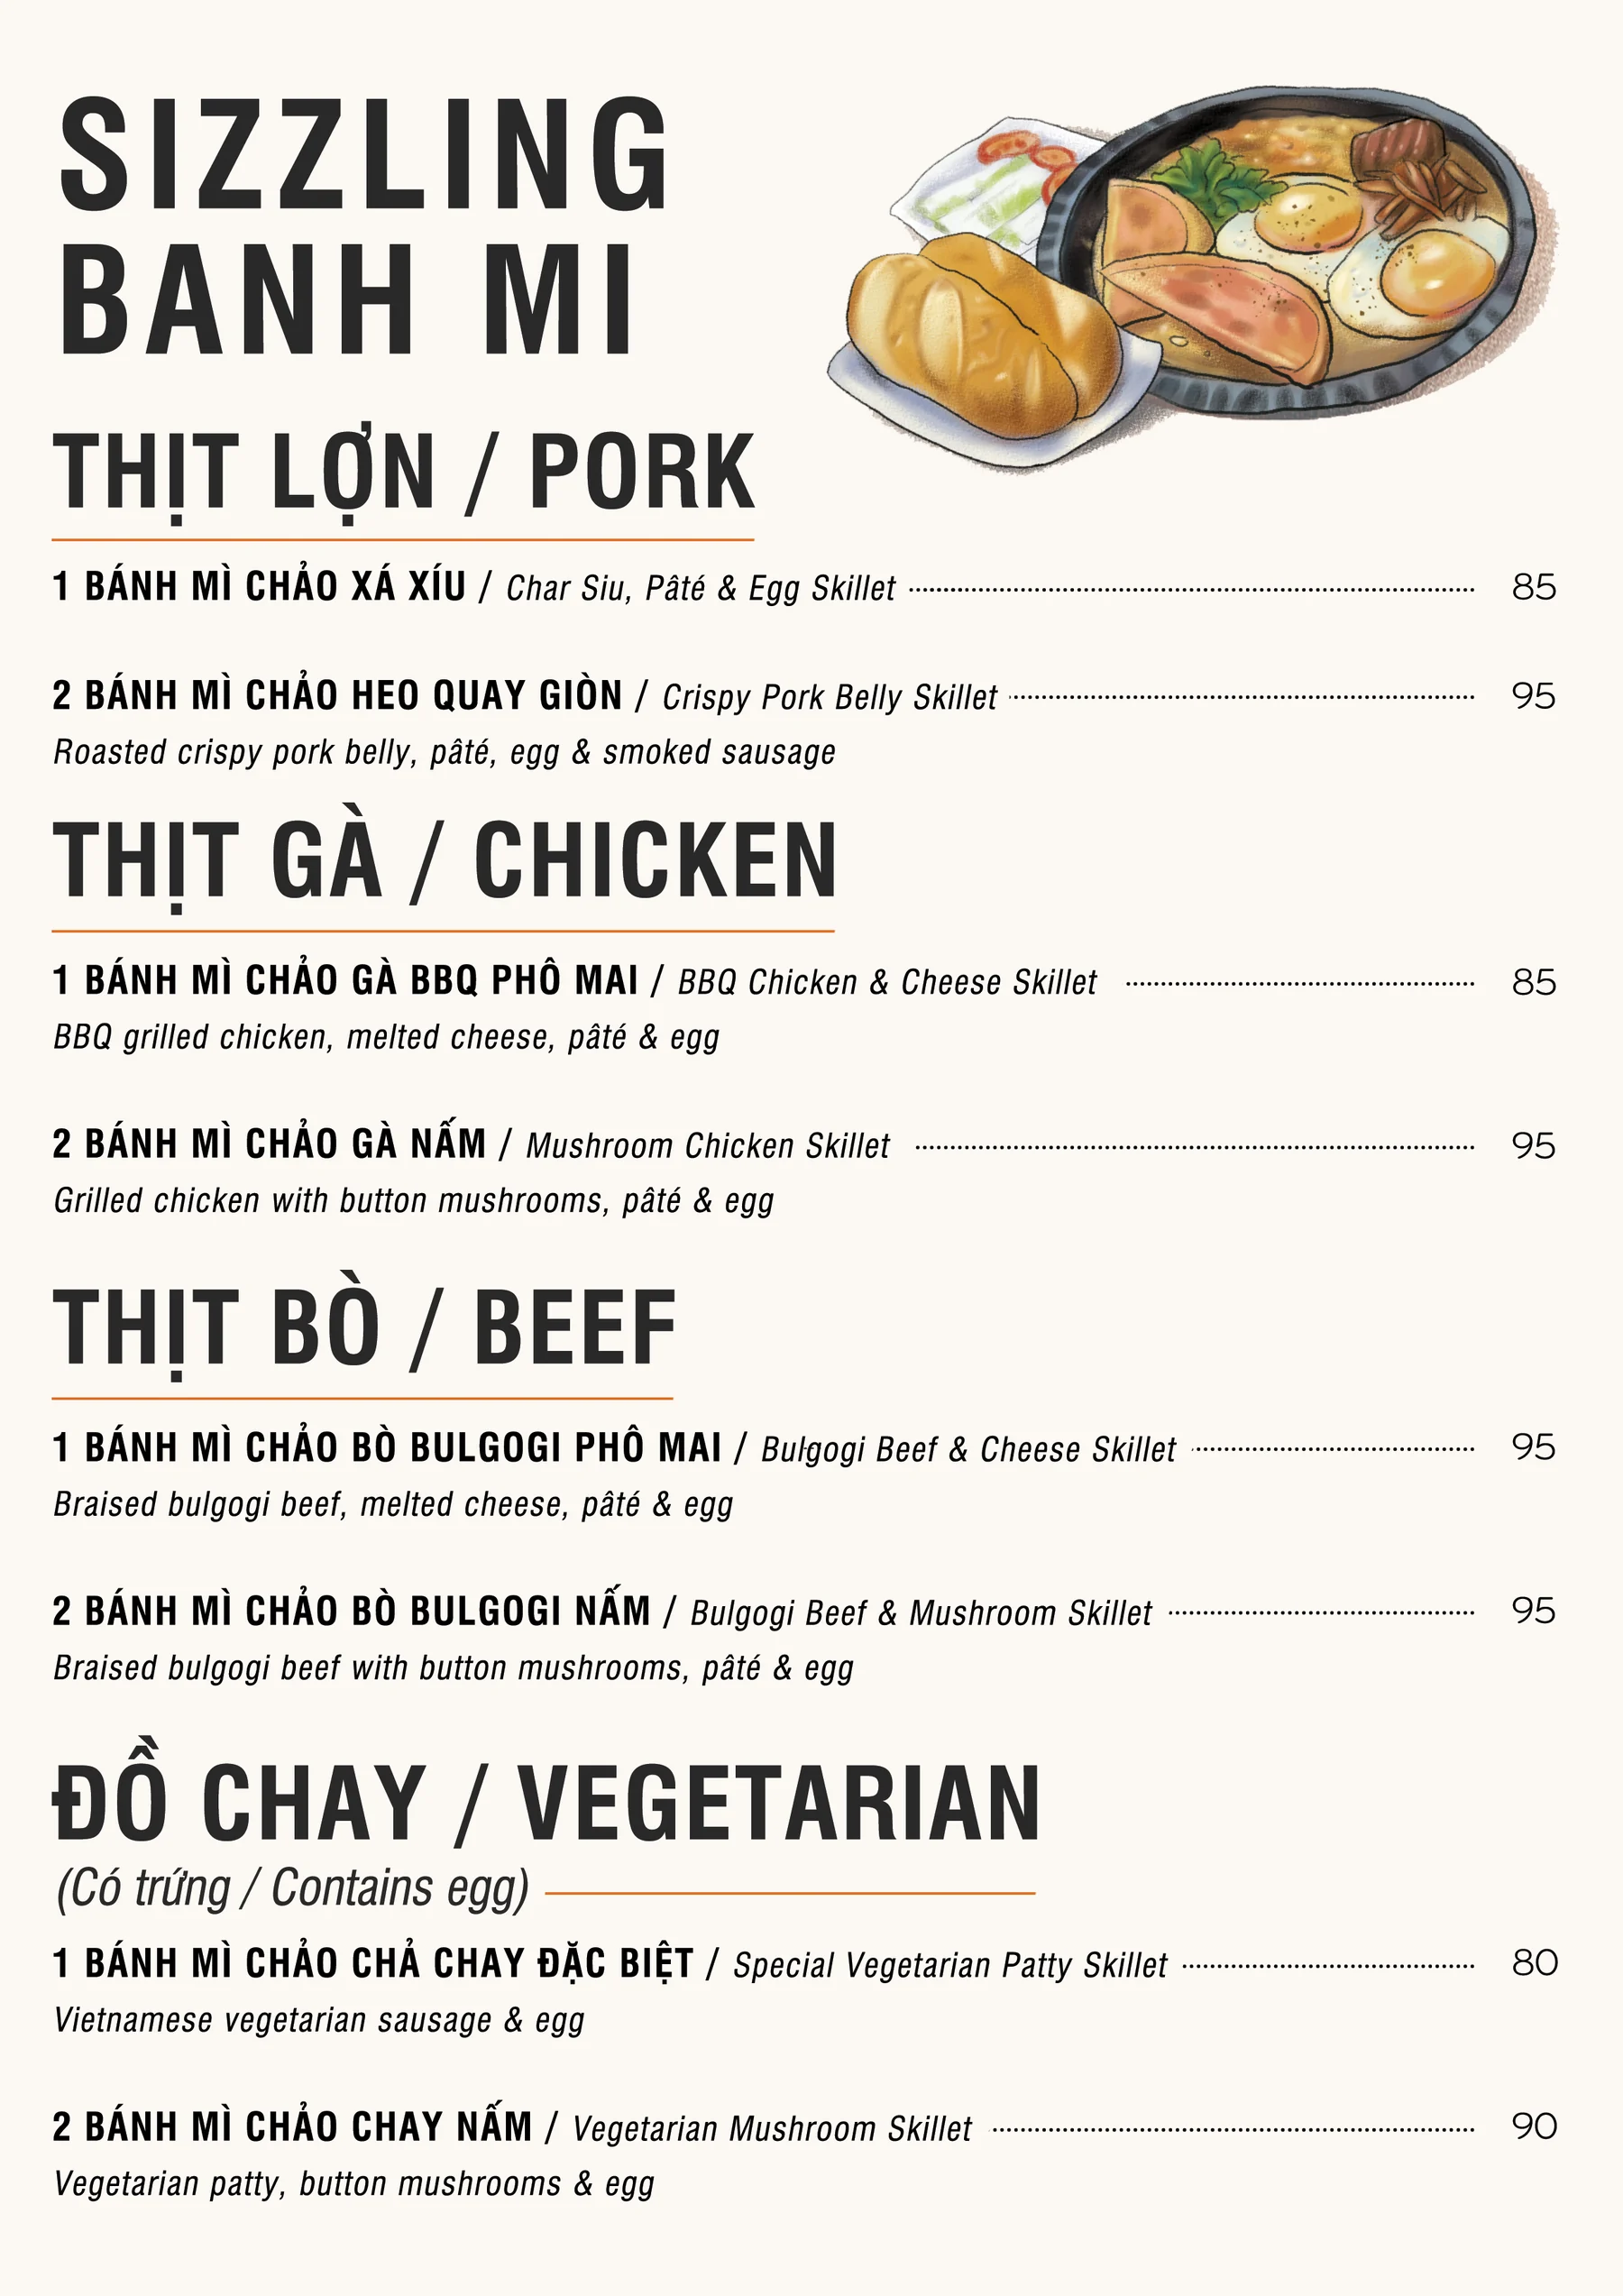 SIZZLING
BANH MI
THỊT LỢN / PORK
1 BÁNH MÌ CHẢO XÁ XÍU / Char Siu, Pâté & Egg Skillet 85
2 BÁNH MÌ CHẢO HEO QUAY GIÒN / Crispy Pork Belly Skillet 95
Roasted crispy pork belly, pâté, egg & smoked sausage
THỊT GÀ / CHICKEN
1 BÁNH MÌ CHẢO GÀ BBQ PHÔ MAI / BBQ Chicken & Cheese Skillet 85
BBQ grilled chicken, melted cheese, pâté & egg
2 BÁNH MÌ CHẢO GÀ NẤM / Mushroom Chicken Skillet 95
Grilled chicken with button mushrooms, pâté & egg
THỊT BÒ / BEEF
1 BÁNH MÌ CHẢO BÒ BULGOGI PHÔ MAI / Bulgogi Beef & Cheese Skillet 95
Braised bulgogi beef, melted cheese, pâté & egg
2 BÁNH MÌ CHẢO BÒ BULGOGI NẤM / Bulgogi Beef & Mushroom Skillet 95
Braised bulgogi beef with button mushrooms, pâté & egg
ĐỒ CHAY / VEGETARIAN
(Có trứng / Contains egg)
1 BÁNH MÌ CHẢO CHẢ CHAY ĐẶC BIỆT / Special Vegetarian Patty Skillet 80
Vietnamese vegetarian sausage & egg
2 BÁNH MÌ CHẢO CHAY NẤM / Vegetarian Mushroom Skillet 90
Vegetarian patty, button mushrooms & egg